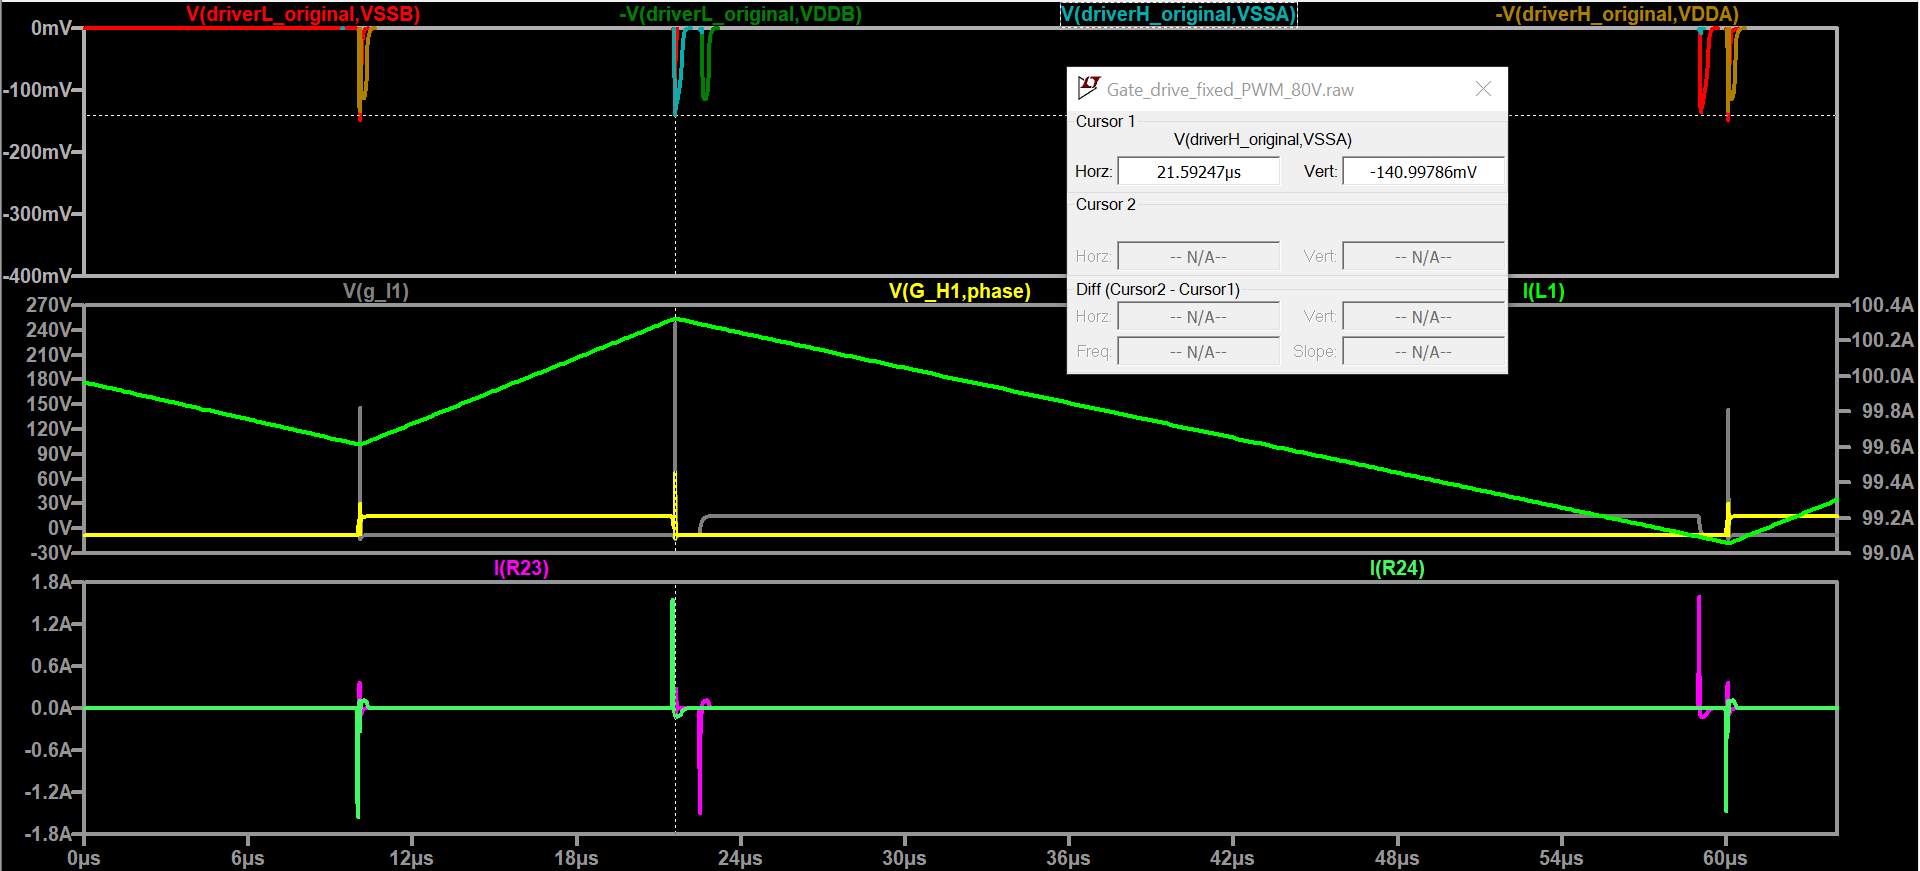 V(driverL_original,VSSB) -V(driverL_original,VDDB) V(driverH_original,VSSA) -V(driverH_original,VDDA)
0mV
-100mV
-200mV
-300mV
-400mV
Gate_drive_fixed_PWM_80V.raw
Cursor 1
V(driverH_original,VSSA)
Horz: 21.59247µs Vert: -140.99786mV
Cursor 2
Horz: -- N/A-- Vert: -- N/A--
Diff (Cursor2 - Cursor1)
Horz: -- N/A-- Vert: -- N/A--
Freq: -- N/A-- Slope: -- N/A--
V(g_l1) V(G_H1,phase) I(L1)
270V 100.4A
240V
210V 100.2A
180V 100.0A
150V
120V 99.8A
90V 99.6A
60V 99.4A
30V
0V 99.2A
-30V 99.0A
I(R23) I(R24)
1.8A
1.2A
0.6A
0.0A
-0.6A
-1.2A
-1.8A
0µs 6µs 12µs 18µs 24µs 30µs 36µs 42µs 48µs 54µs 60µs